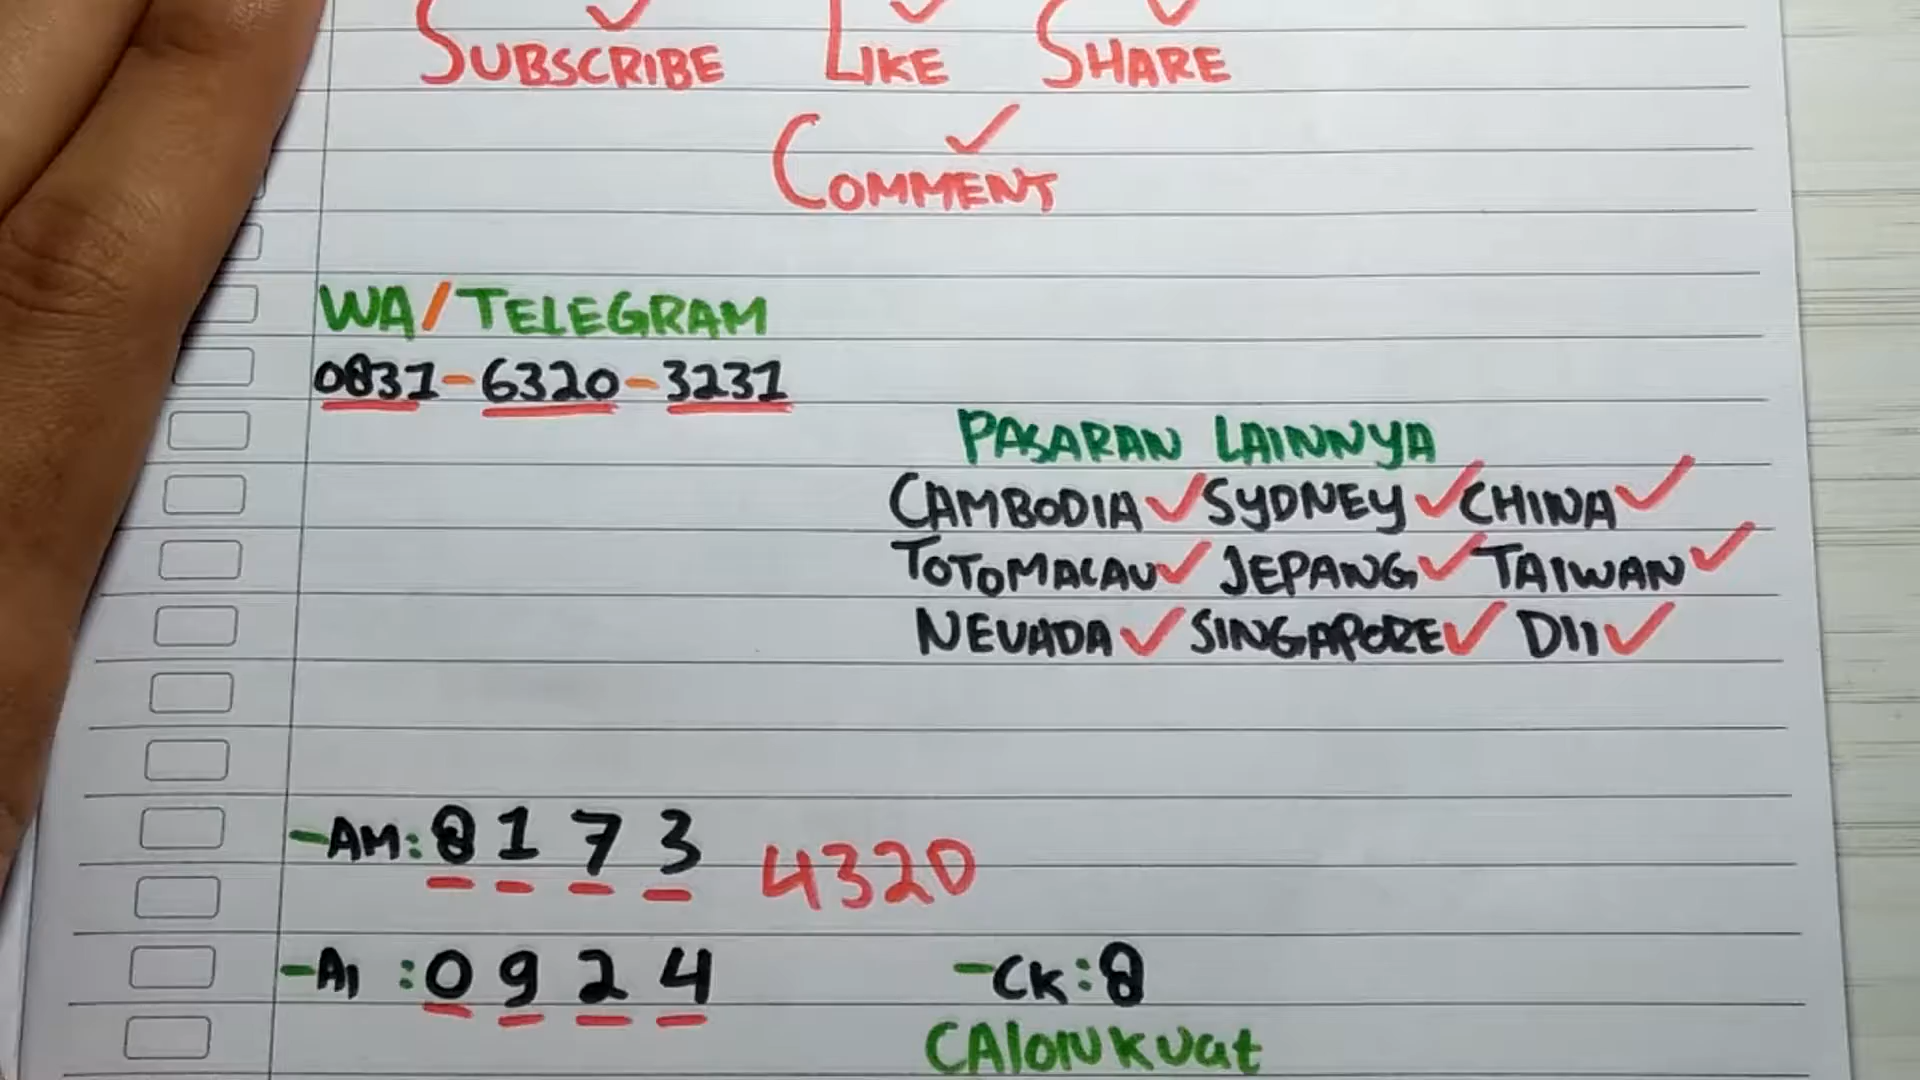 SUBSCRIBE LIKE SHARE
COMMENT
WA/TELEGRAM
0831-6320-3231
PASARAN LAINNYA
CAMBODIA SYDNEY CHINA
TOTOMACAU JEPANG TAIWAN
NEVADA SINGAPORE Dll
-AM: 8 1 7 3 4320
-AI : 0 9 2 4 -CK: 8
CAlONKUat